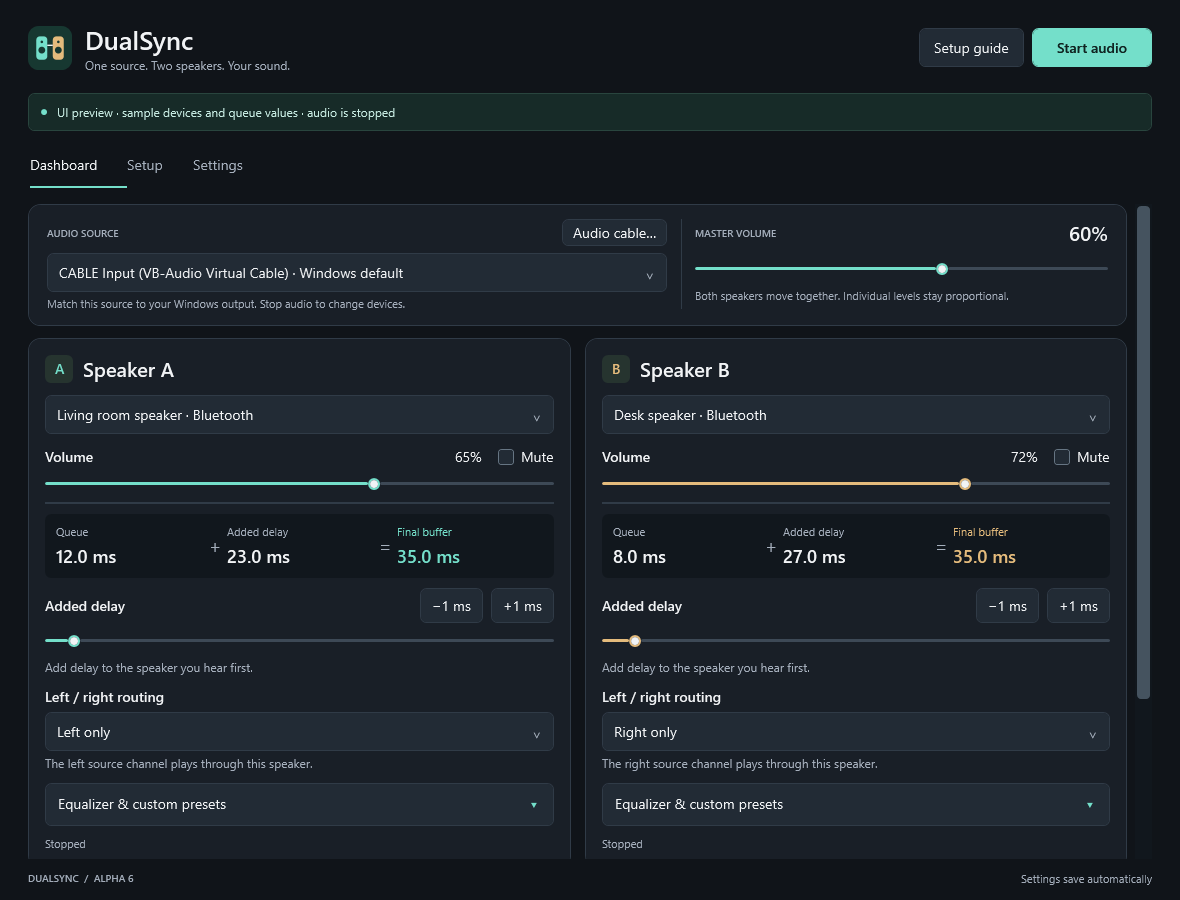 DualSync
One source. Two speakers. Your sound.
Setup guide
Start audio
UI preview · sample devices and queue values · audio is stopped
Dashboard
Setup
Settings
AUDIO SOURCE
Audio cable...
CABLE Input (VB-Audio Virtual Cable) · Windows default
Match this source to your Windows output. Stop audio to change devices.
MASTER VOLUME
60%
Both speakers move together. Individual levels stay proportional.
A
Speaker A
Living room speaker · Bluetooth
Volume
65%
Mute
Queue
12.0 ms
+
Added delay
23.0 ms
=
Final buffer
35.0 ms
Added delay
−1 ms
+1 ms
Add delay to the speaker you hear first.
Left / right routing
Left only
The left source channel plays through this speaker.
Equalizer & custom presets
Stopped
B
Speaker B
Desk speaker · Bluetooth
Volume
72%
Mute
Queue
8.0 ms
+
Added delay
27.0 ms
=
Final buffer
35.0 ms
Added delay
−1 ms
+1 ms
Add delay to the speaker you hear first.
Left / right routing
Right only
The right source channel plays through this speaker.
Equalizer & custom presets
Stopped
DUALSYNC / ALPHA 6
Settings save automatically